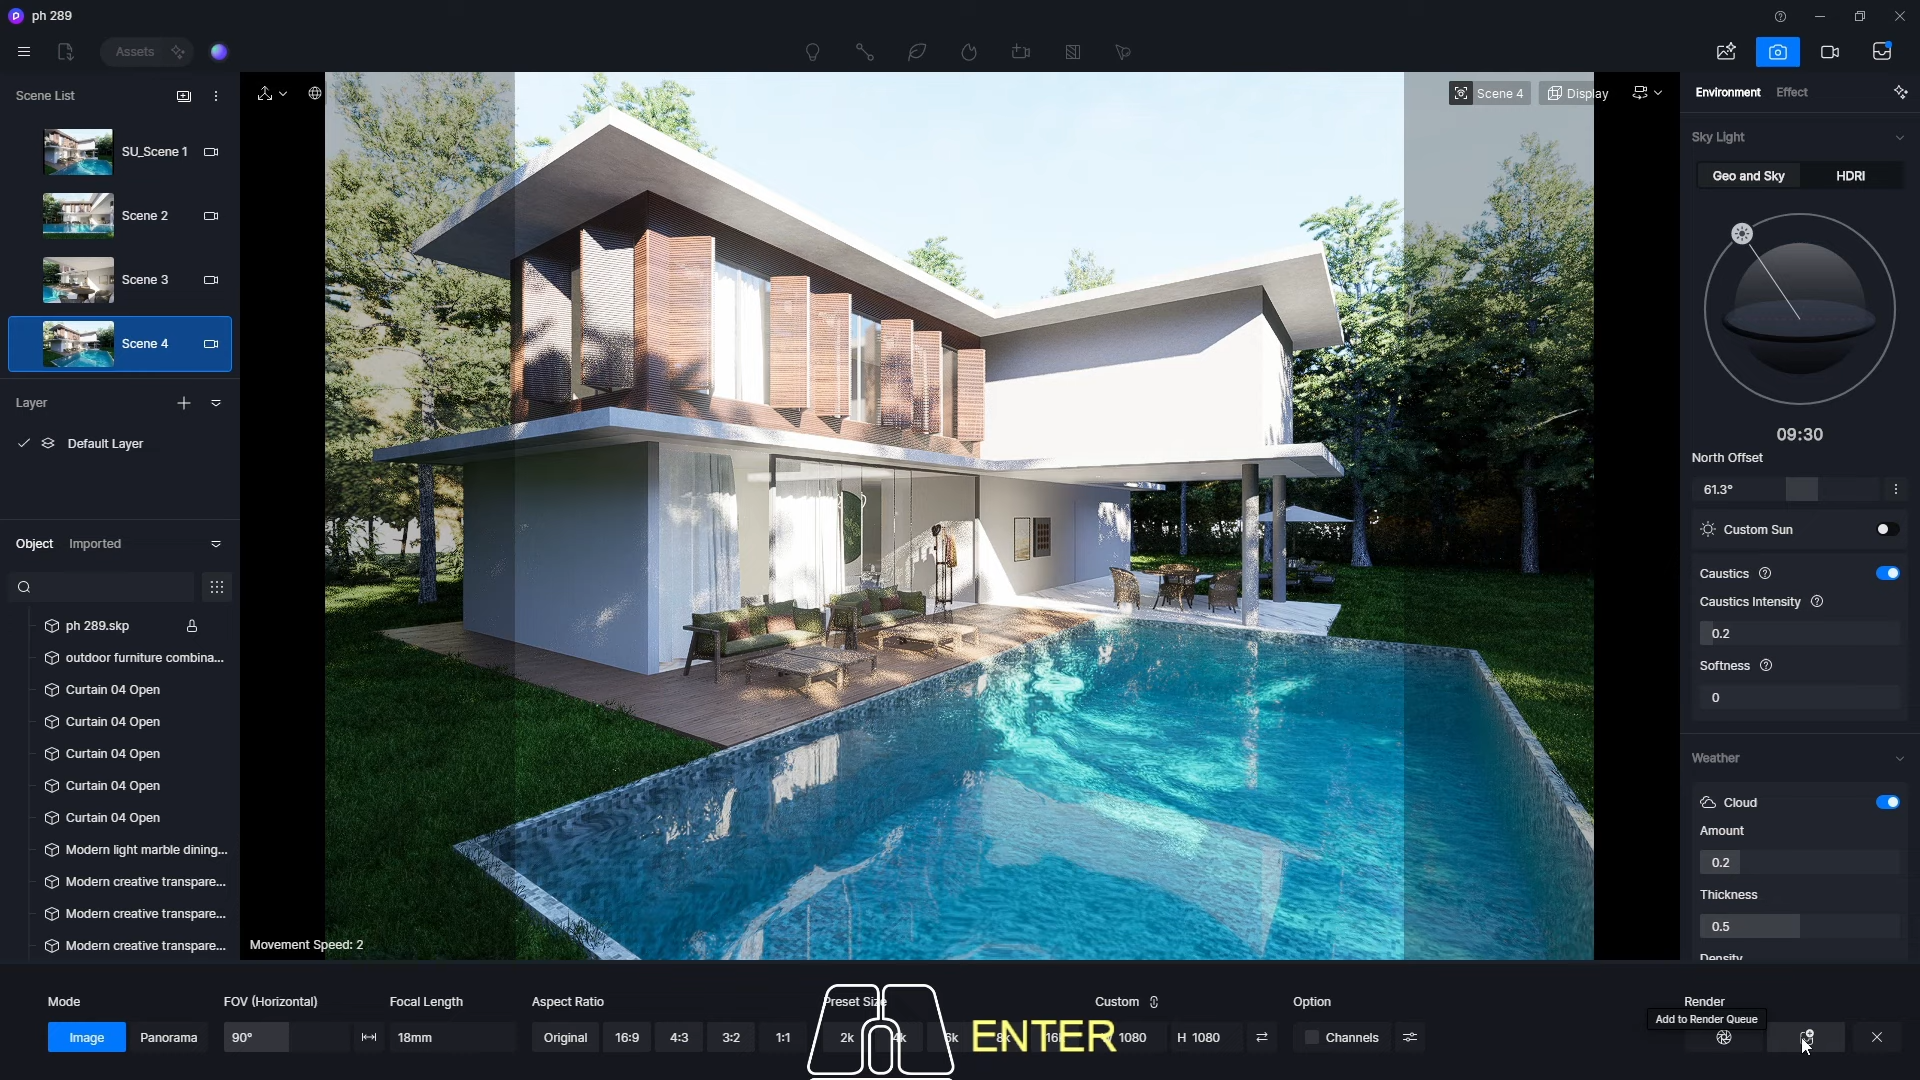 ph 289
Assets
Scene List
SU_Scene 1
Scene 2
Scene 3
Scene 4
Layer
Default Layer
Object Imported
ph 289.skp
outdoor furniture combina...
Curtain 04 Open
Curtain 04 Open
Curtain 04 Open
Curtain 04 Open
Curtain 04 Open
Modern light marble dining...
Modern creative transpare...
Modern creative transpare...
Modern creative transpare...
Scene 4 Display
Movement Speed: 2
Environment Effect
Sky Light
Geo and Sky HDRI
09:30
North Offset
61.3°
Custom Sun
Caustics
Caustics Intensity
0.2
Softness
0
Weather
Cloud
Amount
0.2
Thickness
0.5
Density
Mode FOV (Horizontal) Focal Length Aspect Ratio Preset Size Custom Option Render
Add to Render Queue
Image Panorama 90° 18mm Original 16:9 4:3 3:2 1:1 2k 4k 6k 8k 16k 1080 H 1080 Channels
ENTER